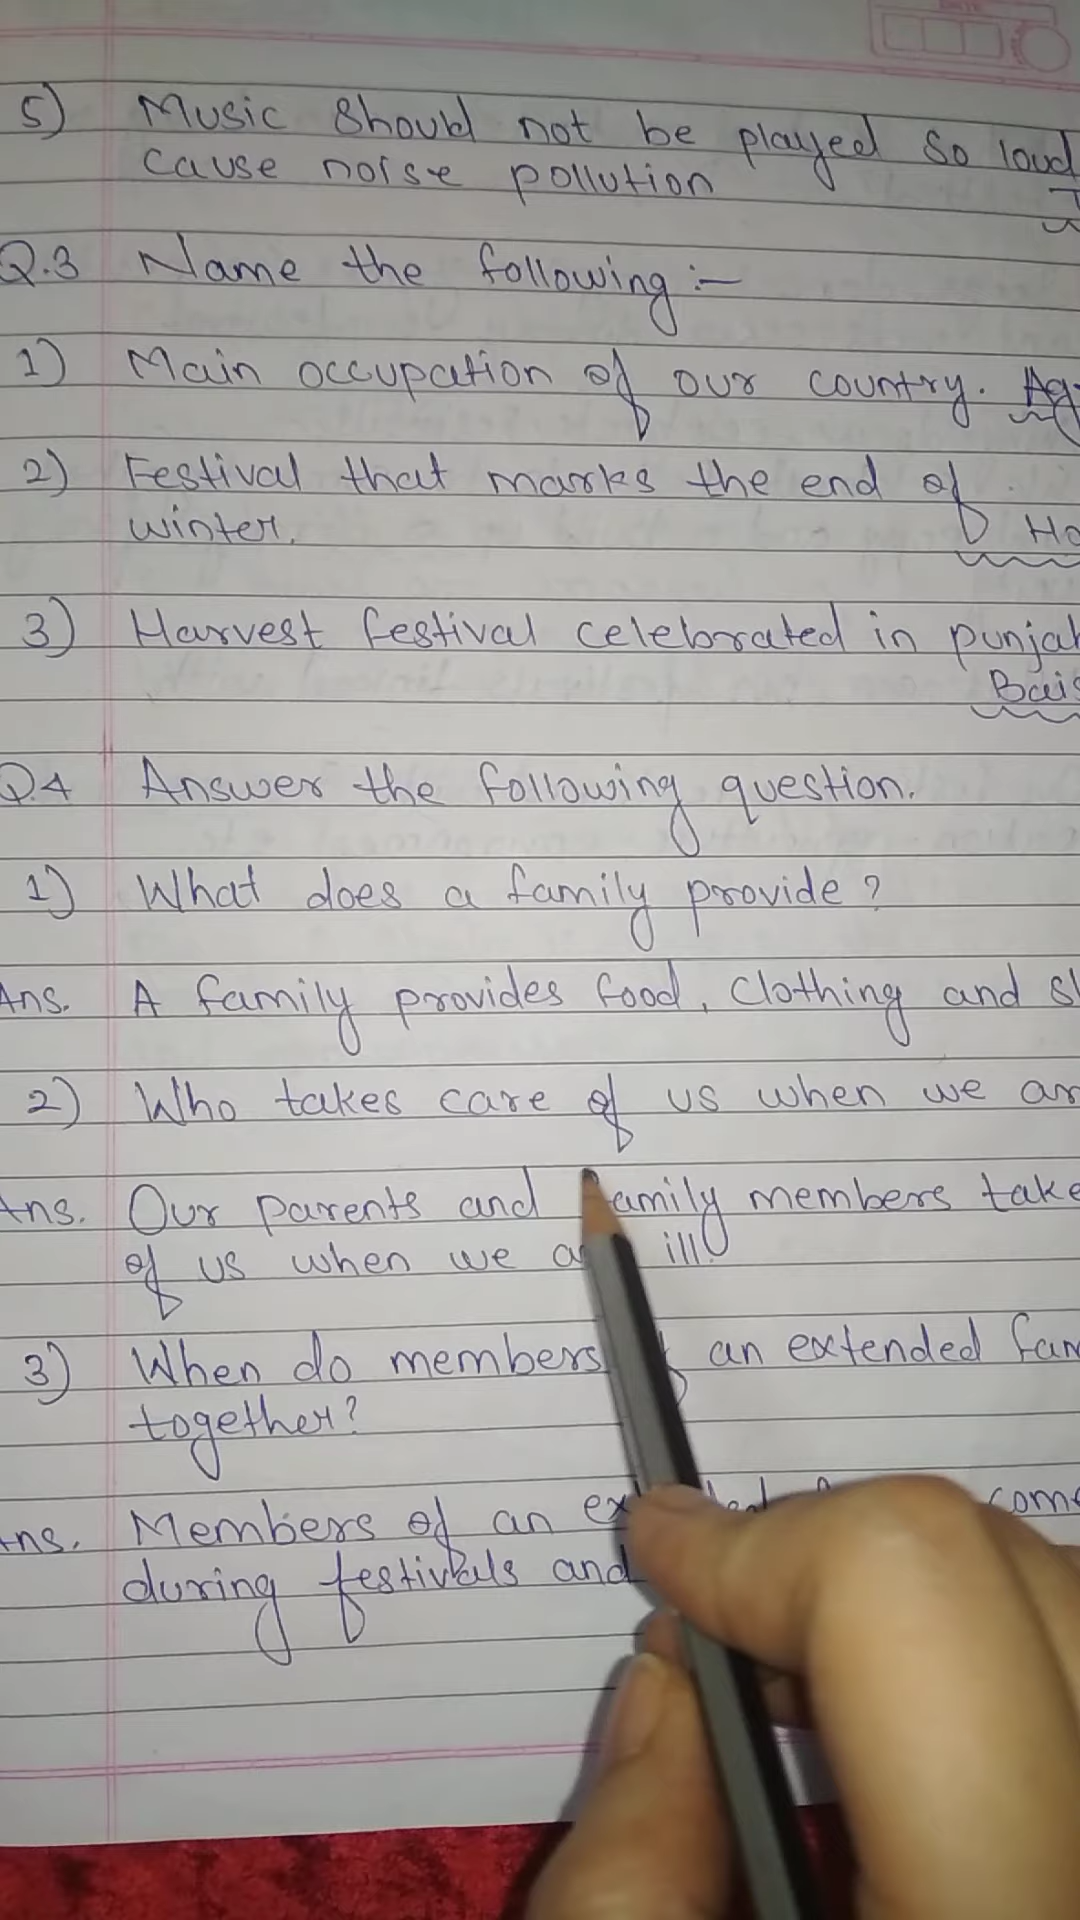 5) Music Should not be played so loud
cause noise pollution
Q.3 Name the following :-
1) Main occupation of our country.
2) Festival that marks the end of
winter.
3) Harvest festival celebrated in
Q.4 Answer the following question.
1) What does a family provide?
Ans. A family provides food, clothing and
2) Who takes care of us when we
Ans. Our parents and family members take
of us when we ill.
3) When do members an extended
together?
Ans. Members of an
during festivals and